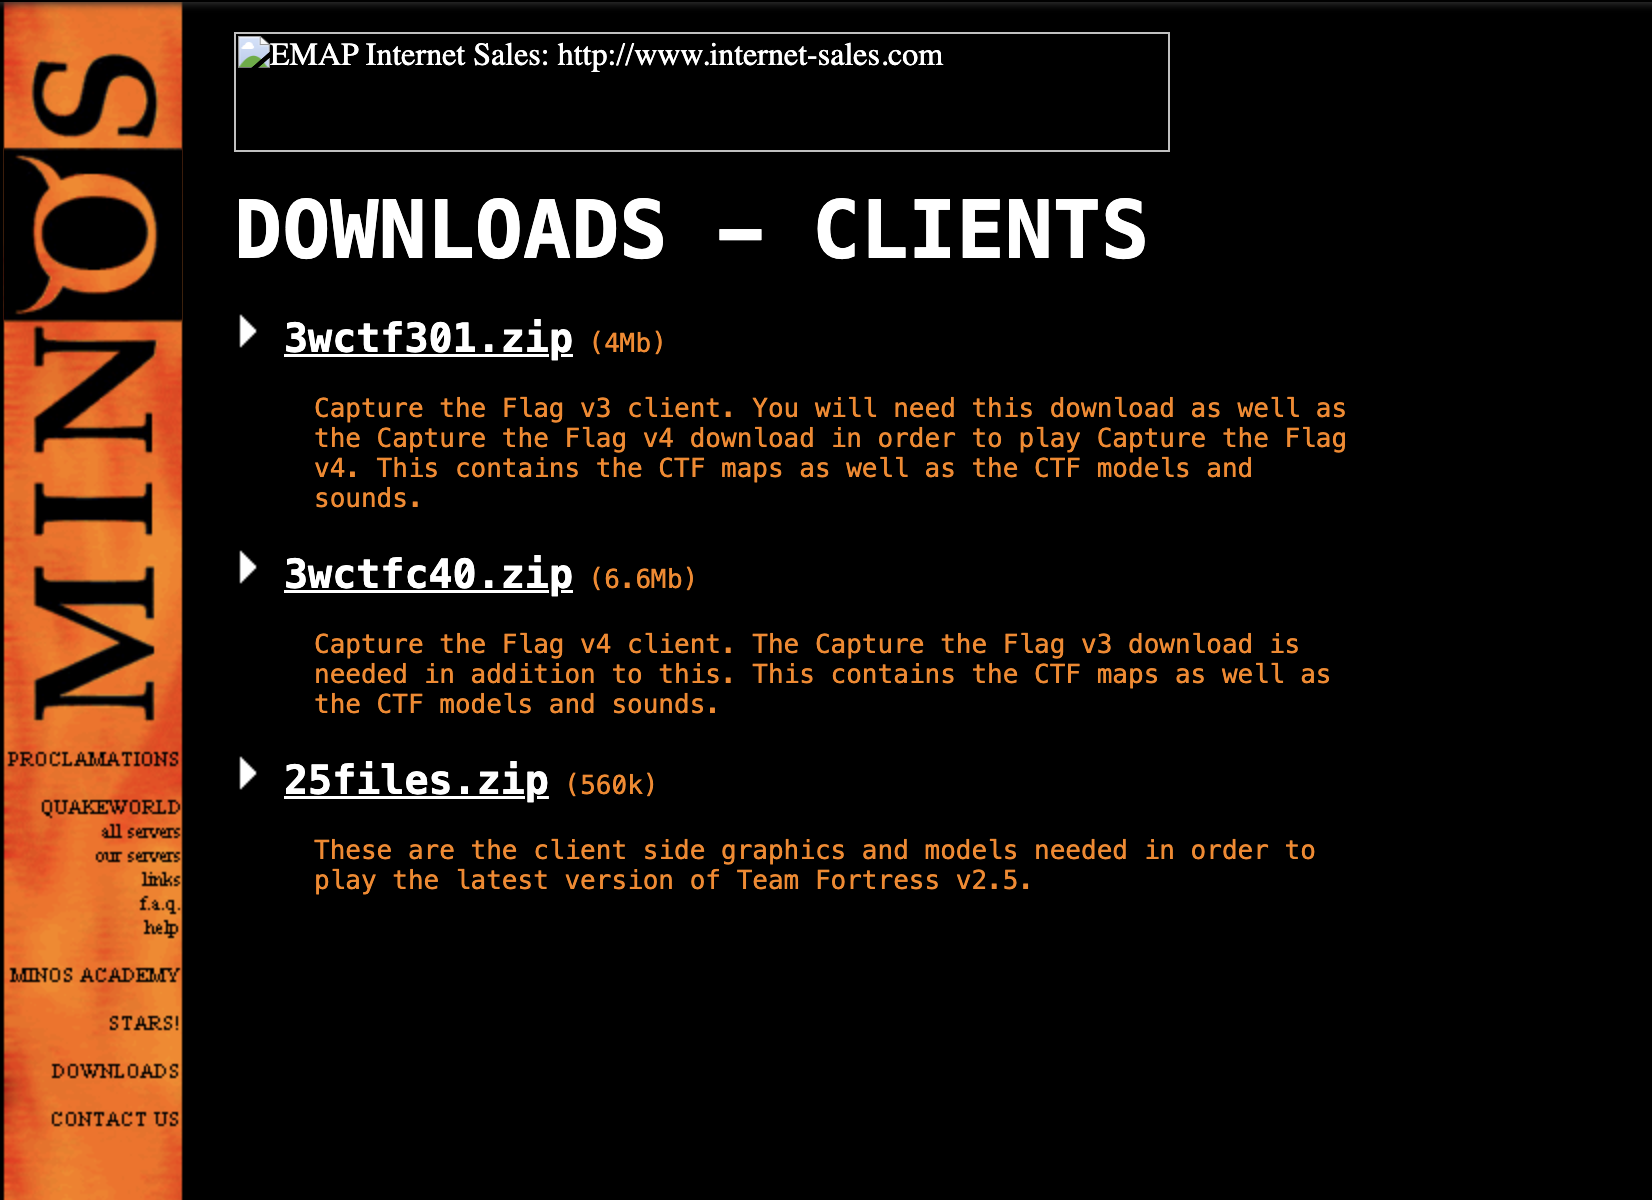 MINOS
PROCLAMATIONS
QUAKEWORLD
all servers
our servers
links
f.a.q.
help
MINOS ACADEMY
STARS!
DOWNLOADS
CONTACT US
EMAP Internet Sales: http://www.internet-sales.com
DOWNLOADS – CLIENTS
3wctf301.zip (4Mb)
Capture the Flag v3 client. You will need this download as well as
the Capture the Flag v4 download in order to play Capture the Flag
v4. This contains the CTF maps as well as the CTF models and
sounds.
3wctfc40.zip (6.6Mb)
Capture the Flag v4 client. The Capture the Flag v3 download is
needed in addition to this. This contains the CTF maps as well as
the CTF models and sounds.
25files.zip (560k)
These are the client side graphics and models needed in order to
play the latest version of Team Fortress v2.5.